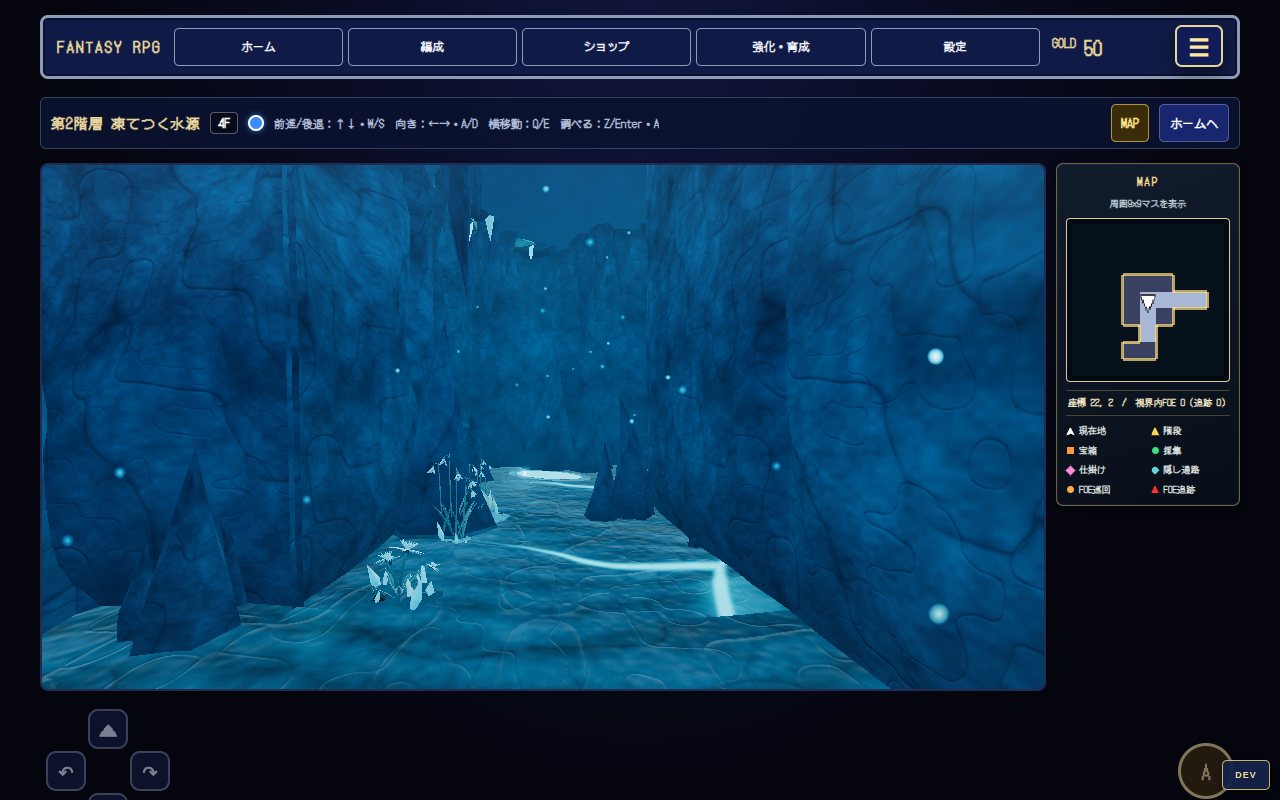 FANTASY RPG
ホーム
編成
ショップ
強化・育成
設定
GOLD 50
第2階層 凍てつく水源
4F
前進/後退：↑↓・W/S 向き：←→・A/D 横移動：Q/E 調べる：Z/Enter・A
MAP
ホームへ
MAP
周囲9x9マスを表示
座標 22, 2 / 視界内FOE 0 (追跡 0)
現在地
階段
宝箱
採集
仕掛け
隠し通路
FOE巡回
FOE追跡
A
DEV